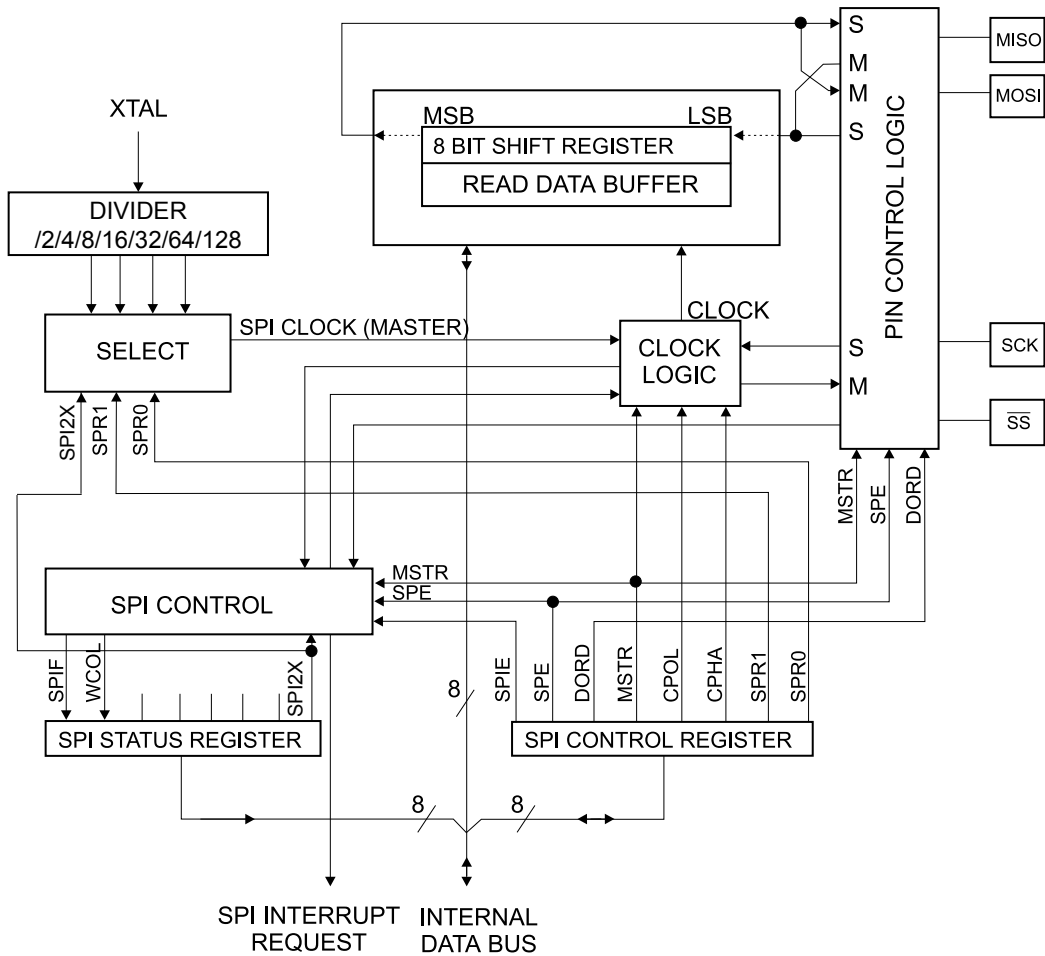 S
MISO
M
MOSI
M
S
PIN CONTROL LOGIC
XTAL
MSB
LSB
8 BIT SHIFT REGISTER
READ DATA BUFFER
DIVIDER
/2/4/8/16/32/64/128
SPI CLOCK (MASTER)
CLOCK
SELECT
CLOCK
LOGIC
S
M
SCK
SS
SPI2X
SPR1
SPR0
MSTR
SPE
DORD
MSTR
SPE
SPI CONTROL
SPIF
WCOL
SPI2X
8
SPIE
SPE
DORD
MSTR
CPOL
CPHA
SPR1
SPR0
SPI STATUS REGISTER
SPI CONTROL REGISTER
8
8
SPI INTERRUPT
REQUEST
INTERNAL
DATA BUS